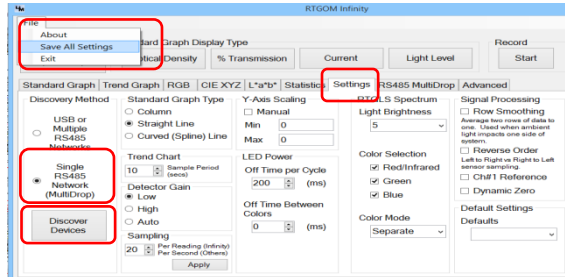 RTGOM Infinity
File
About
Save All Settings
Exit
Graph Display Type
Density
% Transmission
Current
Light Level
Record
Start
Standard Graph
Trend Graph
RGB
CIE XYZ
L*a*b*
Statistics
Settings
RS485 MultiDrop
Advanced
Discovery Method
USB or
Multiple
RS485
Networks
Single
RS485
Network
(MultiDrop)
Discover
Devices
Standard Graph Type
Column
Straight Line
Curved (Spline) Line
Trend Chart
10
Sample Period
(secs)
Detector Gain
Low
High
Auto
Sampling
20
Per Reading (Infinity)
Per Second (Others)
Apply
Y-Axis Scaling
Manual
Min
0
Max
0
LED Power
Off Time per Cycle
200
(ms)
Off Time Between
Colors
0
(ms)
Spectrum
Light Brightness
5
Color Selection
Red/Infrared
Green
Blue
Color Mode
Separate
Signal Processing
Row Smoothing
Average two rows of data to
one. Used when ambient
light impacts one side of
system.
Reverse Order
Left to Right vs Right to Left
sensor sampling.
Ch#1 Reference
Dynamic Zero
Default Settings
Defaults